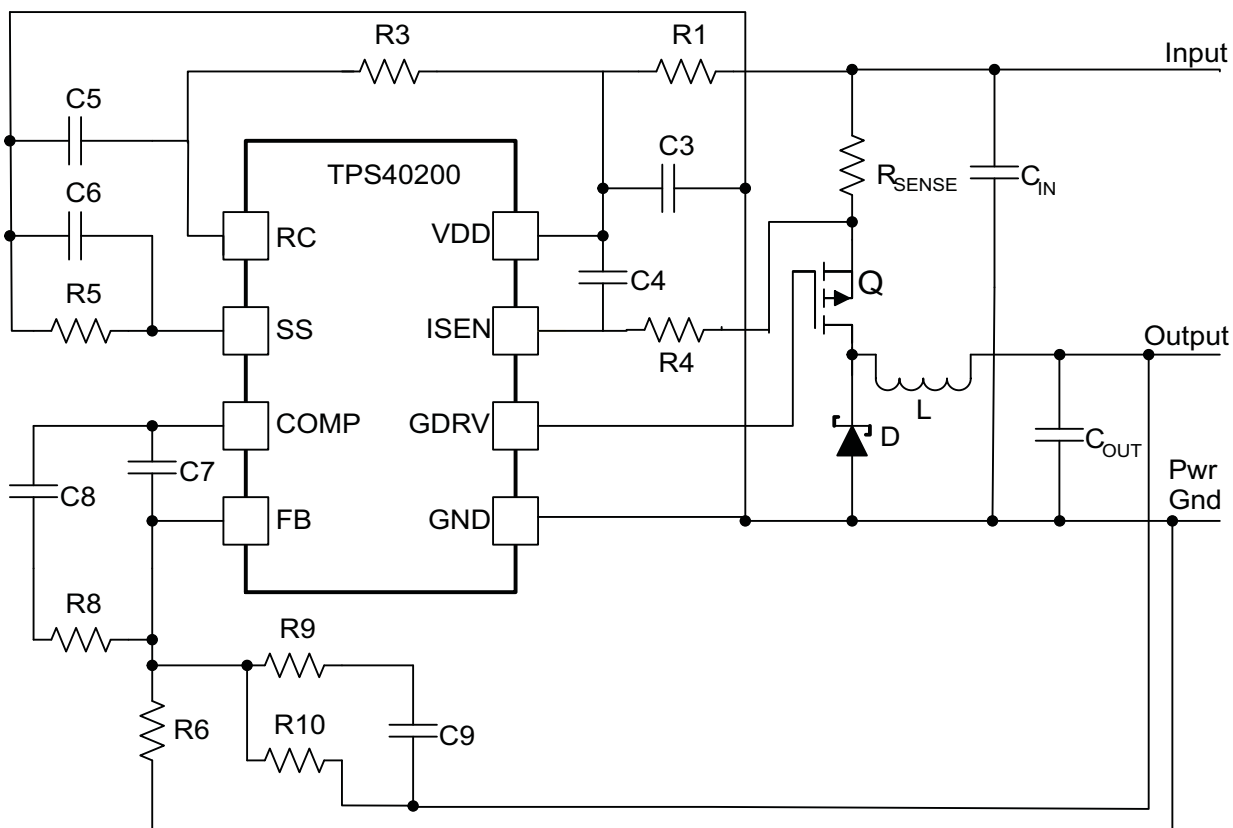 R3
R1
Input
C5
C3
TPS40200
R_SENSE
C_IN
C6
RC
VDD
C4
Q
R5
SS
ISEN
R4
Output
L
COMP
GDRV
D
C_OUT
C7
C8
Pwr
Gnd
FB
GND
R8
R9
R6
R10
C9